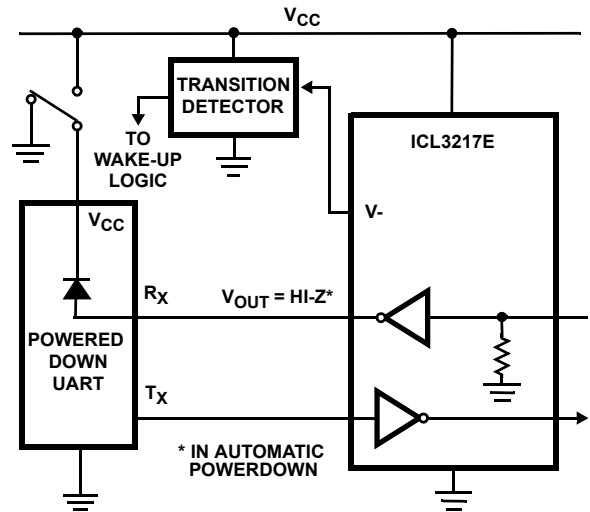 VCC
TRANSITION
DETECTOR
TO
WAKE-UP
LOGIC
ICL3217E
VCC
V-
RX
VOUT = HI-Z*
POWERED
DOWN
UART
TX
* IN AUTOMATIC
POWERDOWN